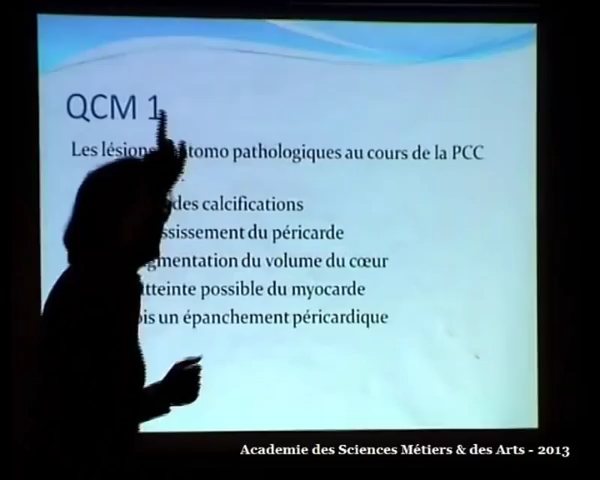 QCM 1
Les lésions tomo pathologiques au cours de la PCC
des calcifications
ssissement du péricarde
gmentation du volume du cœur
tteinte possible du myocarde
is un épanchement péricardique
Academie des Sciences Métiers & des Arts - 2013